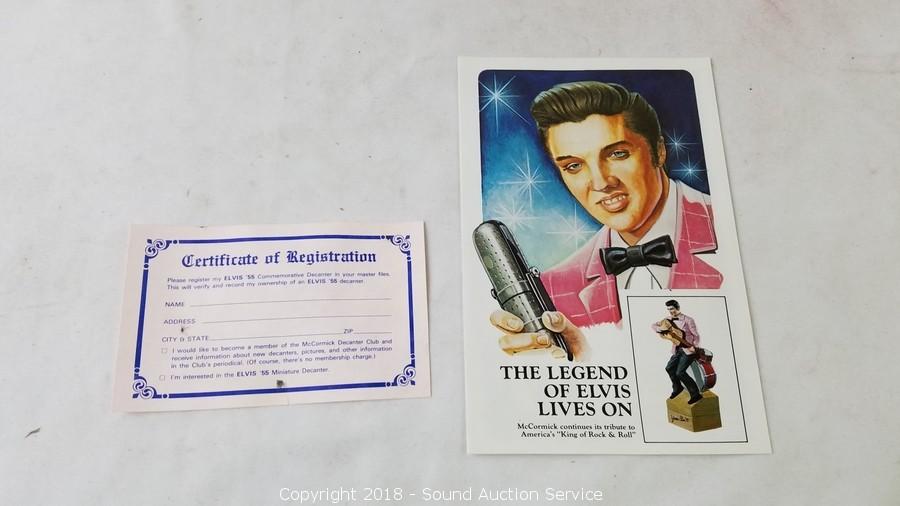 Certificate of Registration
Please register my ELVIS '55 Commemorative Decanter in your master files.
This will verify and record my ownership of an ELVIS '55 decanter.
NAME
ADDRESS
CITY & STATE ZIP
I would like to become a member of the McCormick Decanter Club and
receive information about new decanters, pictures, and other information
in the Club's periodical. (Of course, there's no membership charge.)
I'm interested in the ELVIS '55 Miniature Decanter.
THE LEGEND
OF ELVIS
LIVES ON
McCormick continues its tribute to
America's "King of Rock & Roll"
Copyright 2018 - Sound Auction Service